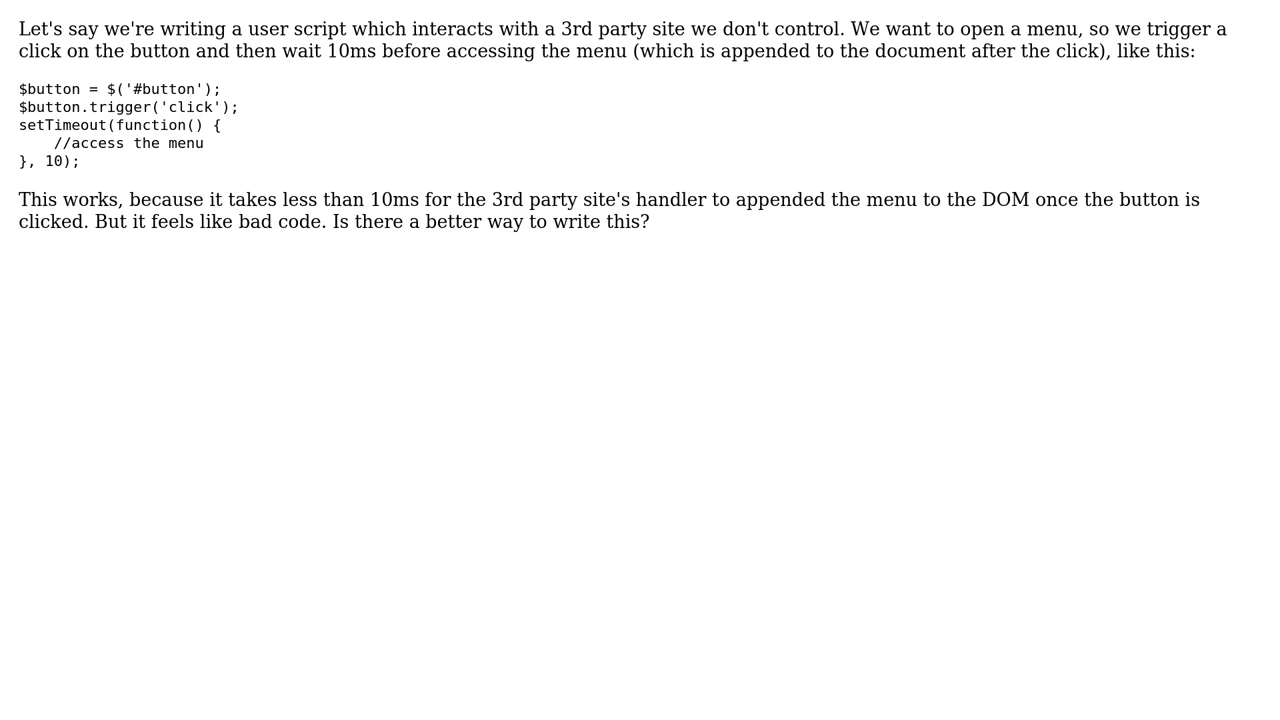 Let's say we're writing a user script which interacts with a 3rd party site we don't control. We want to open a menu, so we trigger a
click on the button and then wait 10ms before accessing the menu (which is appended to the document after the click), like this:
$button = $('#button');
$button.trigger('click');
setTimeout(function() {
    //access the menu
}, 10);
This works, because it takes less than 10ms for the 3rd party site's handler to appended the menu to the DOM once the button is
clicked. But it feels like bad code. Is there a better way to write this?